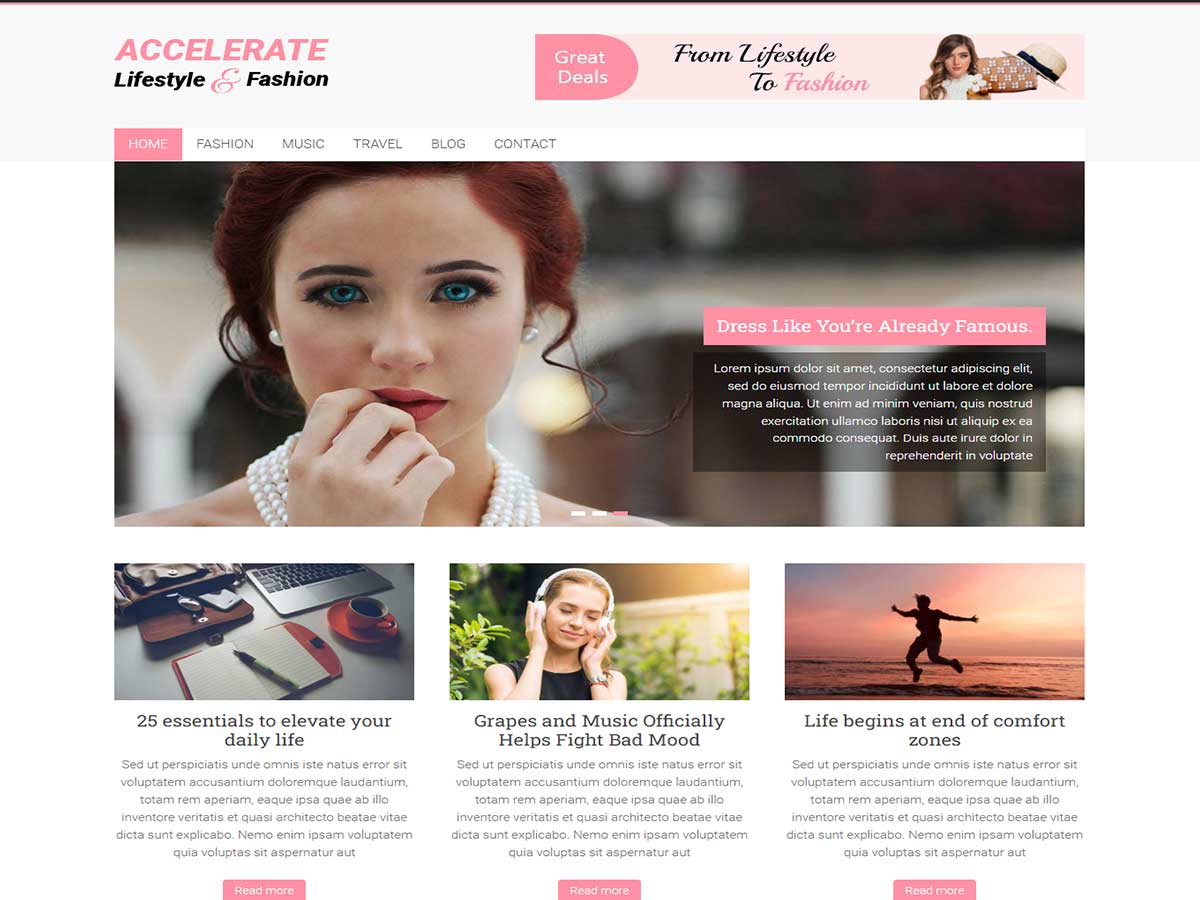 ACCELERATE
Lifestyle & Fashion
Great
Deals
From Lifestyle
To Fashion
HOME
FASHION
MUSIC
TRAVEL
BLOG
CONTACT
Dress Like You're Already Famous.
Lorem ipsum dolor sit amet, consectetur adipiscing elit,
sed do eiusmod tempor incididunt ut labore et dolore
magna aliqua. Ut enim ad minim veniam, quis nostrud
exercitation ullamco laboris nisi ut aliquip ex ea
commodo consequat. Duis aute irure dolor in
reprehenderit in voluptate
25 essentials to elevate your
daily life
Sed ut perspiciatis unde omnis iste natus error sit
voluptatem accusantium doloremque laudantium,
totam rem aperiam, eaque ipsa quae ab illo
inventore veritatis et quasi architecto beatae vitae
dicta sunt explicabo. Nemo enim ipsam voluptatem
quia voluptas sit aspernatur aut
Read more
Grapes and Music Officially
Helps Fight Bad Mood
Sed ut perspiciatis unde omnis iste natus error sit
voluptatem accusantium doloremque laudantium,
totam rem aperiam, eaque ipsa quae ab illo
inventore veritatis et quasi architecto beatae vitae
dicta sunt explicabo. Nemo enim ipsam voluptatem
quia voluptas sit aspernatur aut
Read more
Life begins at end of comfort
zones
Sed ut perspiciatis unde omnis iste natus error sit
voluptatem accusantium doloremque laudantium,
totam rem aperiam, eaque ipsa quae ab illo
inventore veritatis et quasi architecto beatae vitae
dicta sunt explicabo. Nemo enim ipsam voluptatem
quia voluptas sit aspernatur aut
Read more